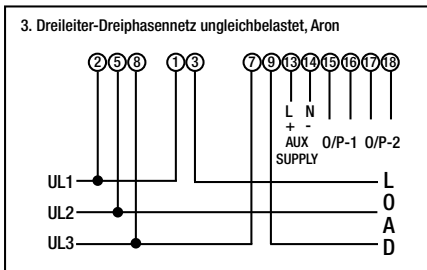 3. Dreileiter-Dreiphasennetz ungleichbelastet, Aron
2 5 8 1 3 7 9 13 14 15 16 17 18
L N
+ -
AUX O/P-1 O/P-2
SUPPLY
UL1 L
UL2 O
A
UL3 D